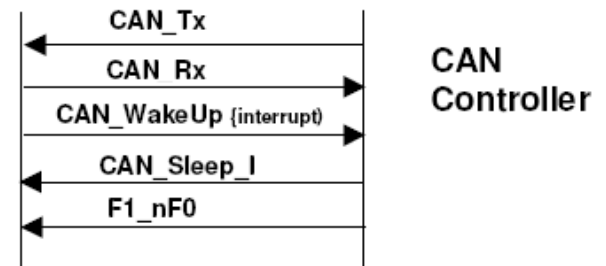 CAN_Tx
CAN_Rx
CAN_WakeUp {interrupt)
CAN_Sleep_I
F1_nF0
CAN
Controller